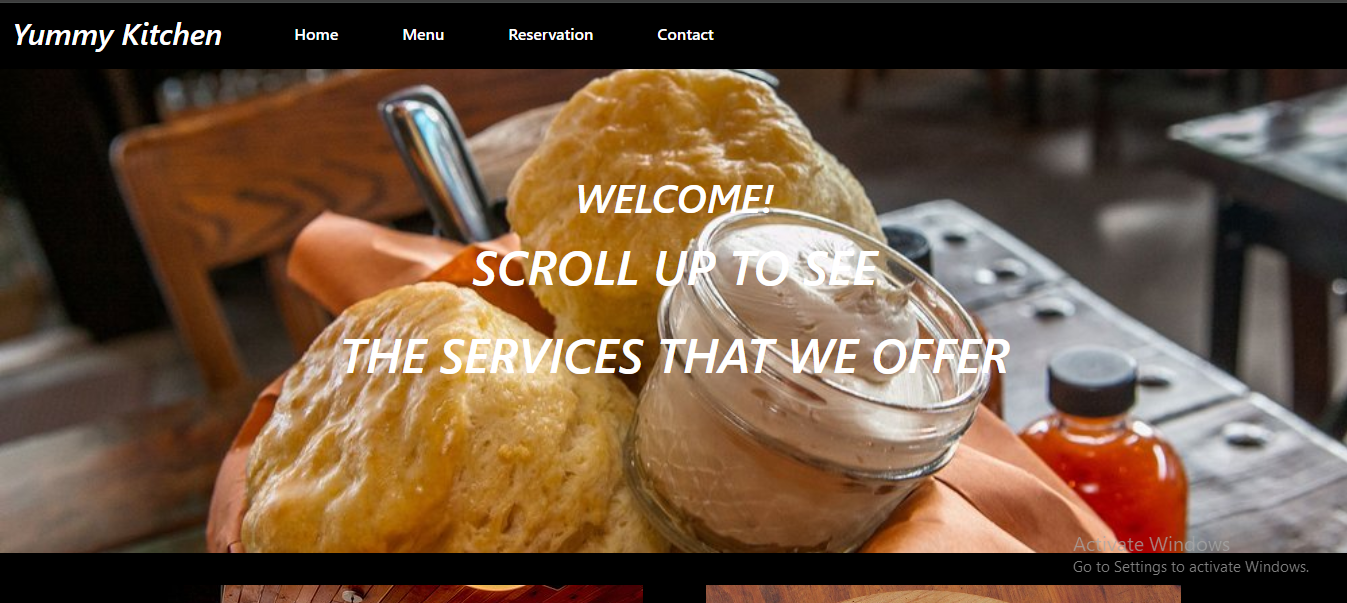 Yummy Kitchen Home Menu Reservation Contact
WELCOME!
SCROLL UP TO SEE
THE SERVICES THAT WE OFFER
Activate Windows
Go to Settings to activate Windows.